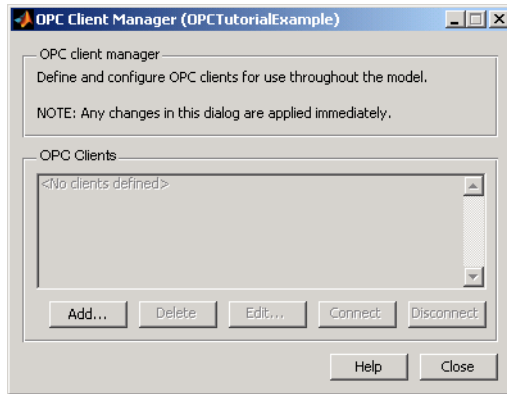 OPC Client Manager (OPCTutorialExample)
OPC client manager
Define and configure OPC clients for use throughout the model.
NOTE: Any changes in this dialog are applied immediately.
OPC Clients
<No clients defined>
Add... Delete Edit... Connect Disconnect
Help Close